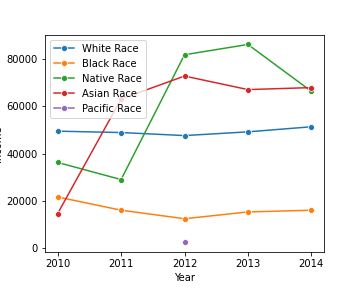 White Race
Black Race
Native Race
Asian Race
Pacific Race
80000
60000
40000
20000
0
2010 2011 2012 2013 2014
Year